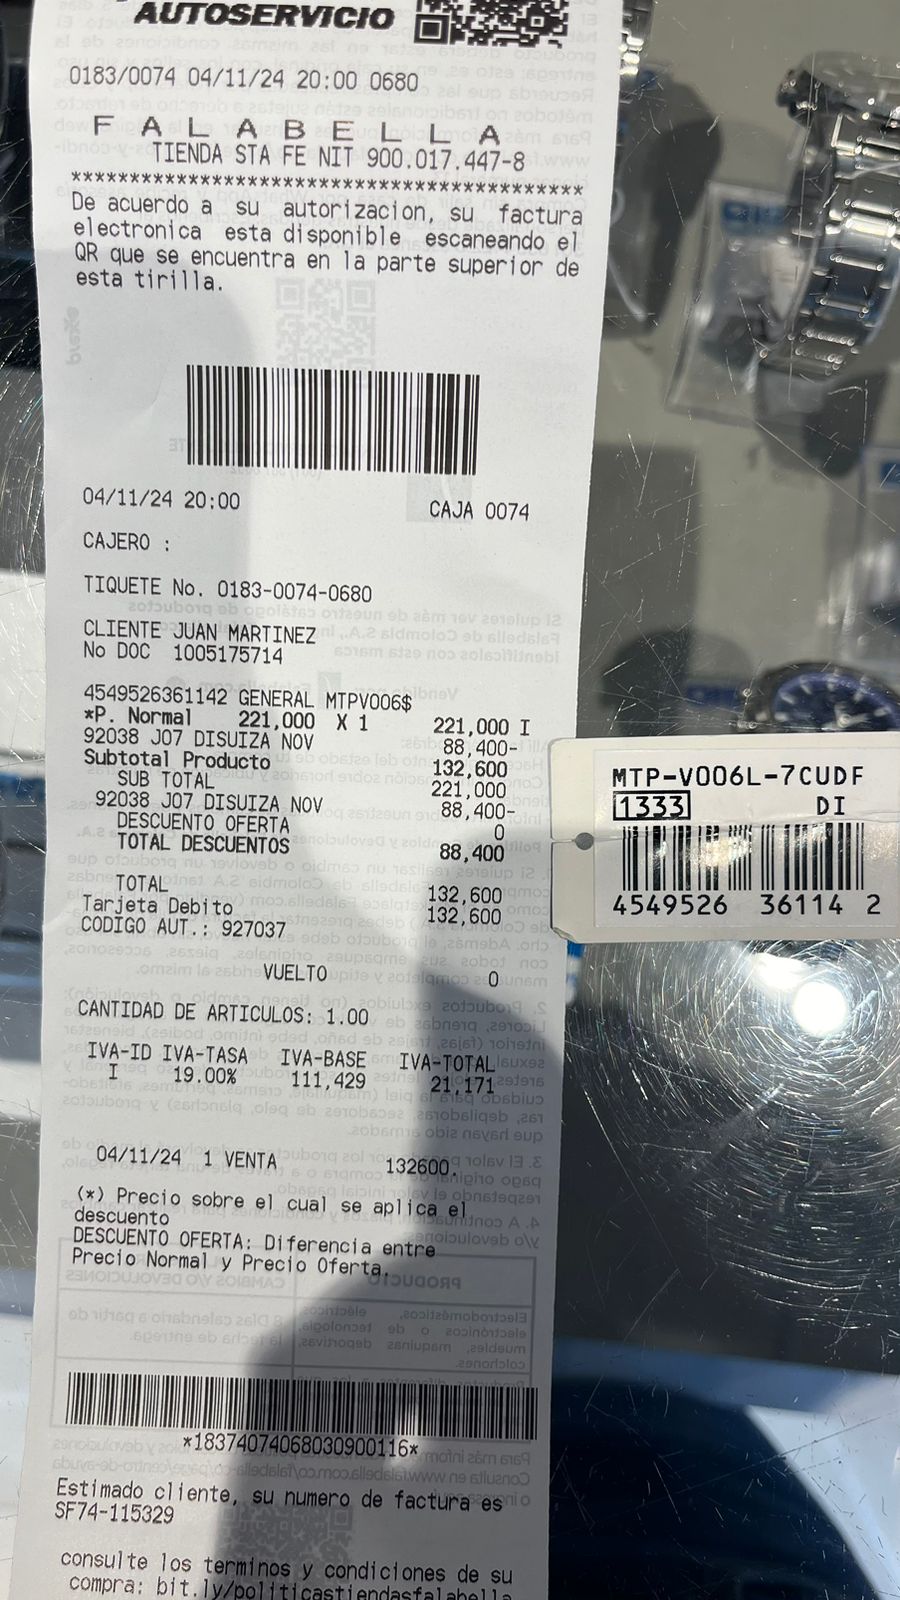 AUTOSERVICIO
0183/0074 04/11/24 20:00 0680
F A L A B E L L A
TIENDA STA FE NIT 900.017.447-8
********************************************
De acuerdo a su autorizacion, su factura
electronica esta disponible escaneando el
QR que se encuentra en la parte superior de
esta tirilla.
04/11/24 20:00 CAJA 0074
CAJERO :
TIQUETE No. 0183-0074-0680
CLIENTE JUAN MARTINEZ
No DOC 1005175714
4549526361142 GENERAL MTPV006$
*P. Normal 221,000 X 1 221,000 I
92038 J07 DISUIZA NOV 88,400-
Subtotal Producto 132,600
SUB TOTAL 221,000
92038 J07 DISUIZA NOV 88,400-
DESCUENTO OFERTA 0
TOTAL DESCUENTOS 88,400
TOTAL 132,600
Tarjeta Debito 132,600
CODIGO AUT.: 927037
VUELTO 0
CANTIDAD DE ARTICULOS: 1.00
IVA-ID IVA-TASA IVA-BASE IVA-TOTAL
I 19.00% 111,429 21,171
04/11/24 1 VENTA 132600.
(*) Precio sobre el cual se aplica el
descuento
DESCUENTO OFERTA: Diferencia entre
Precio Normal y Precio Oferta.
*18374074068030900116*
Estimado cliente, su numero de factura es
SF74-115329
consulte los terminos y condiciones de su
compra: bit.ly/politicastiendasfalabella
MTP-V006L-7CUDF
1333 DI
4549526 36114 2